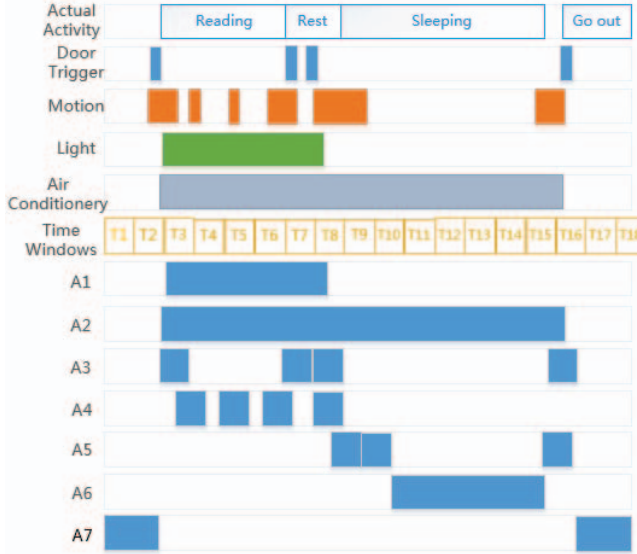 Actual
Activity
Reading Rest Sleeping Go out
Door
Trigger
Motion
Light
Air
Conditionery
Time
Windows
T1 T2 T3 T4 T5 T6 T7 T8 T9 T10 T11 T12 T13 T14 T15 T16 T17 T18
A1
A2
A3
A4
A5
A6
A7